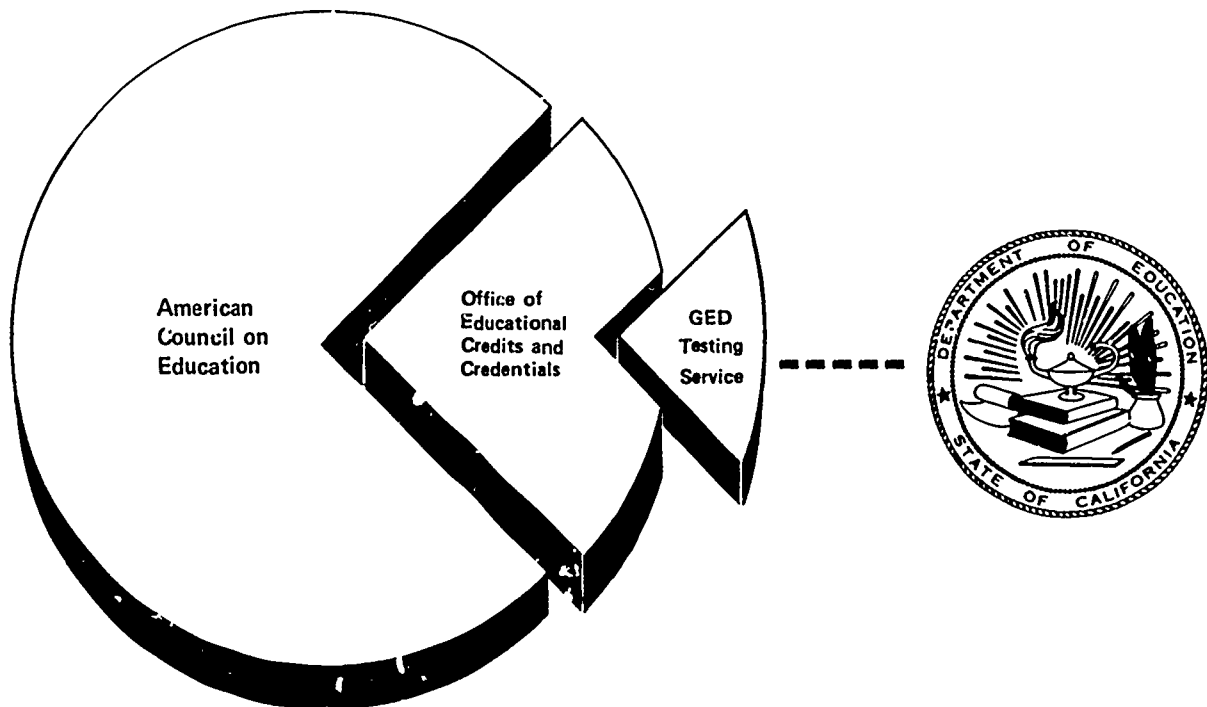 American
Council on
Education
Office of
Educational
Credits and
Credentials
GED
Testing
Service
DEPARTMENT OF EDUCATION
STATE OF CALIFORNIA